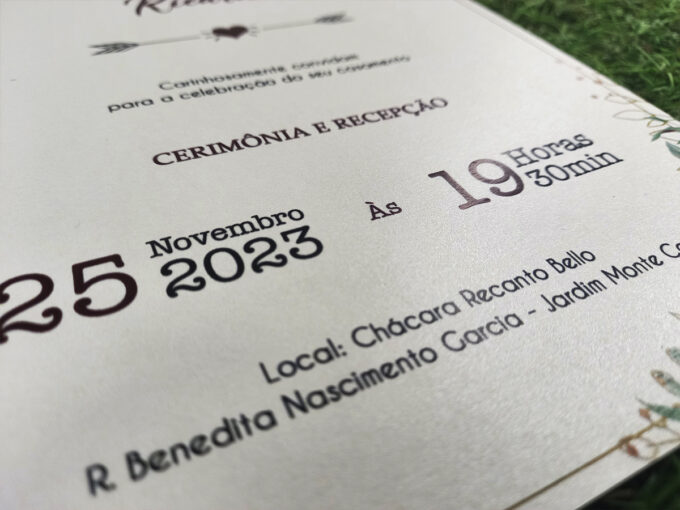 Carinhosamente convidam
para a celebração do seu casamento
CERIMÔNIA E RECEPÇÃO
25 Novembro 2023 Às 19 Horas 30min
Local: Chácara Recanto Bello
R. Benedita Nascimento Garcia - Jardim Monte